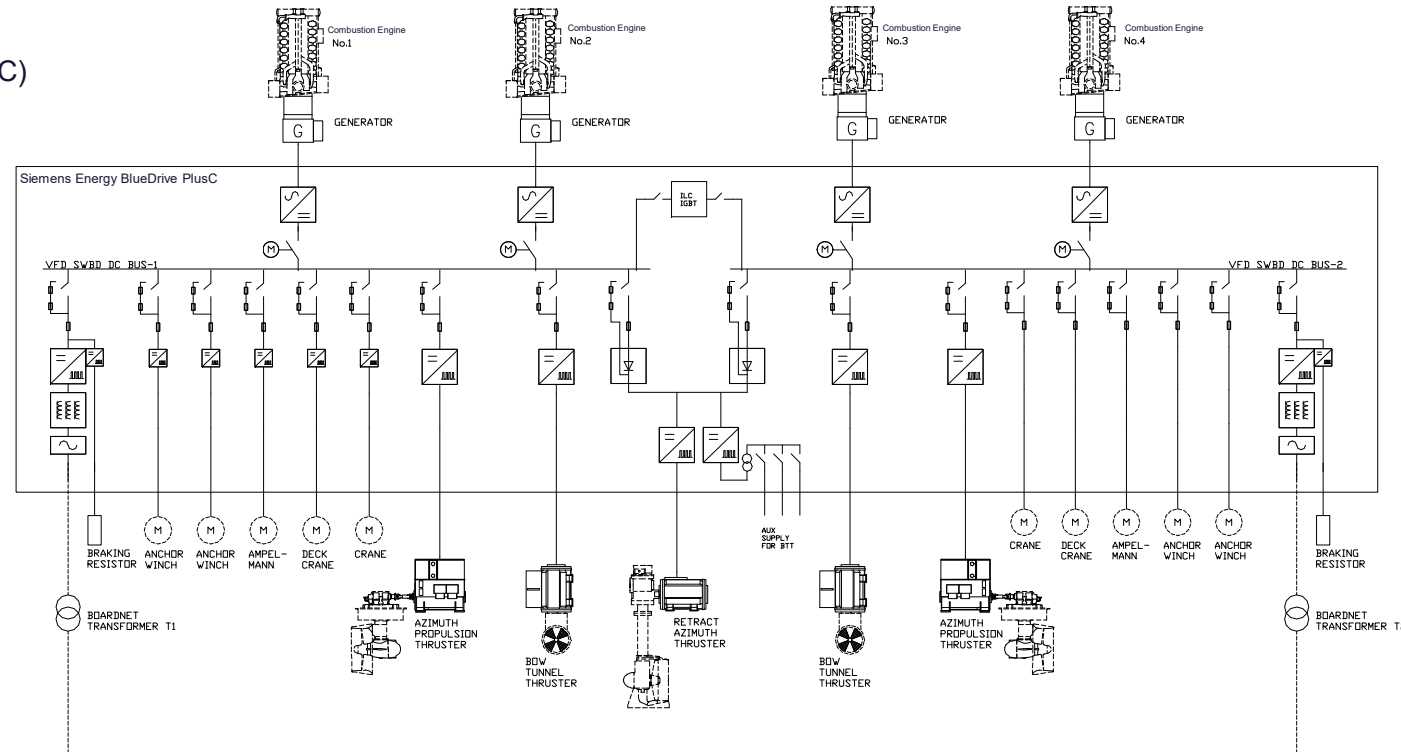 C)
Combustion Engine
No.1
Combustion Engine
No.2
Combustion Engine
No.3
Combustion Engine
No.4
G
GENERATOR
G
GENERATOR
G
GENERATOR
G
GENERATOR
Siemens Energy BlueDrive PlusC
ILC
IGBT
M
M
M
M
VFD SWBD DC BUS-1
VFD SWBD DC BUS-2
AUX
SUPPLY
FOR BTT
M
M
M
M
M
M
M
M
M
M
BRAKING
RESISTOR
ANCHOR
WINCH
ANCHOR
WINCH
AMPEL-
MANN
DECK
CRANE
CRANE
CRANE
DECK
CRANE
AMPEL-
MANN
ANCHOR
WINCH
ANCHOR
WINCH
BRAKING
RESISTOR
BOARDNET
TRANSFORMER T1
AZIMUTH
PROPULSION
THRUSTER
BOW
TUNNEL
THRUSTER
RETRACT
AZIMUTH
THRUSTER
BOW
TUNNEL
THRUSTER
AZIMUTH
PROPULSION
THRUSTER
BOARDNET
TRANSFORMER